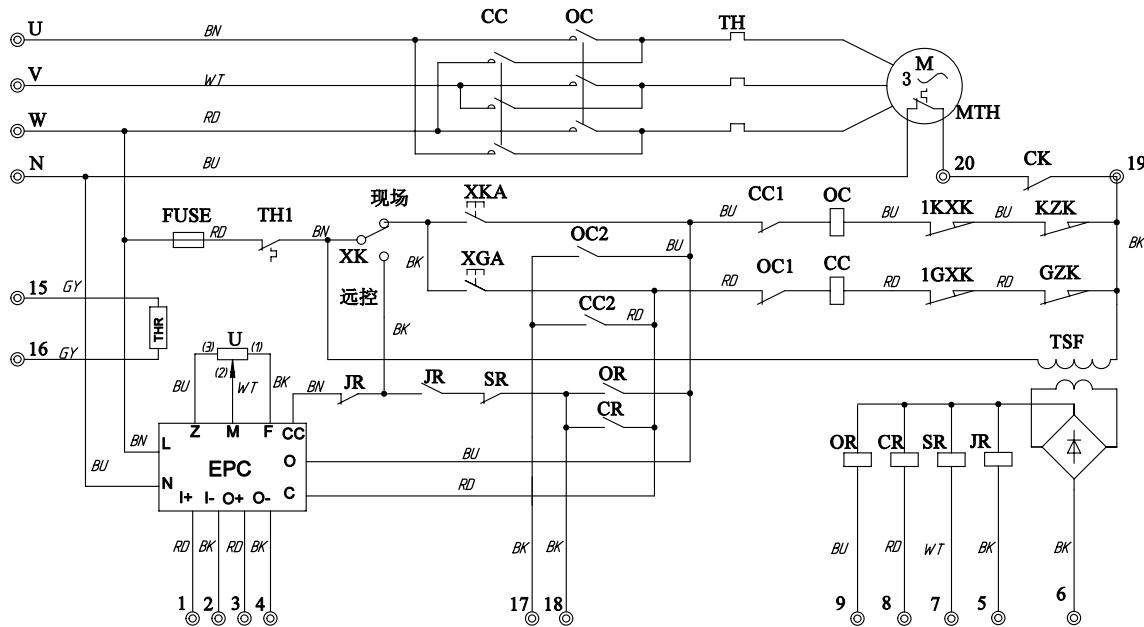 U BN CC OC TH
V WT M 3
W RD MTH
N BU 20 CK 19
现场 XKA CC1 OC
FUSE RD TH1 BN BU BU 1KXK BU KZK
XK BK OC2 BU BK
XGA OC1 CC
远控 RD RD 1GXK RD GZK
15 GY
THR CC2 RD
16 GY BK TSF
U
(3) (1)
(2)
BU WT BK BN JR JR SR OR
CR
Z M F CC
BN L OR CR SR JR
EPC O BU
BU N C RD
I+ I- O+ O-
RD BK RD BK BK BK BU RD WT BK BK
1 2 3 4 17 18 9 8 7 5 6